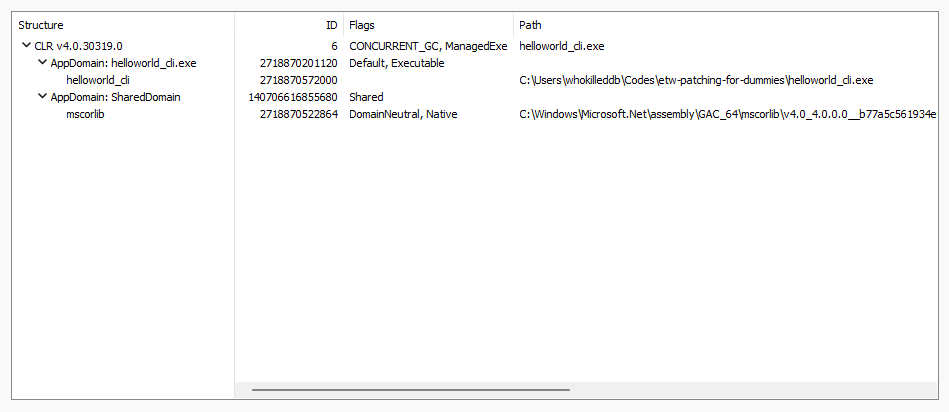 Structure ID Flags Path
CLR v4.0.30319.0 6 CONCURRENT_GC, ManagedExe helloworld_cli.exe
AppDomain: helloworld_cli.exe 2718870201120 Default, Executable
helloworld_cli 2718870572000 C:\Users\whokilleddb\Codes\etw-patching-for-dummies\helloworld_cli.exe
AppDomain: SharedDomain 140706616855680 Shared
mscorlib 2718870522864 DomainNeutral, Native C:\Windows\Microsoft.Net\assembly\GAC_64\mscorlib\v4.0_4.0.0.0__b77a5c561934e